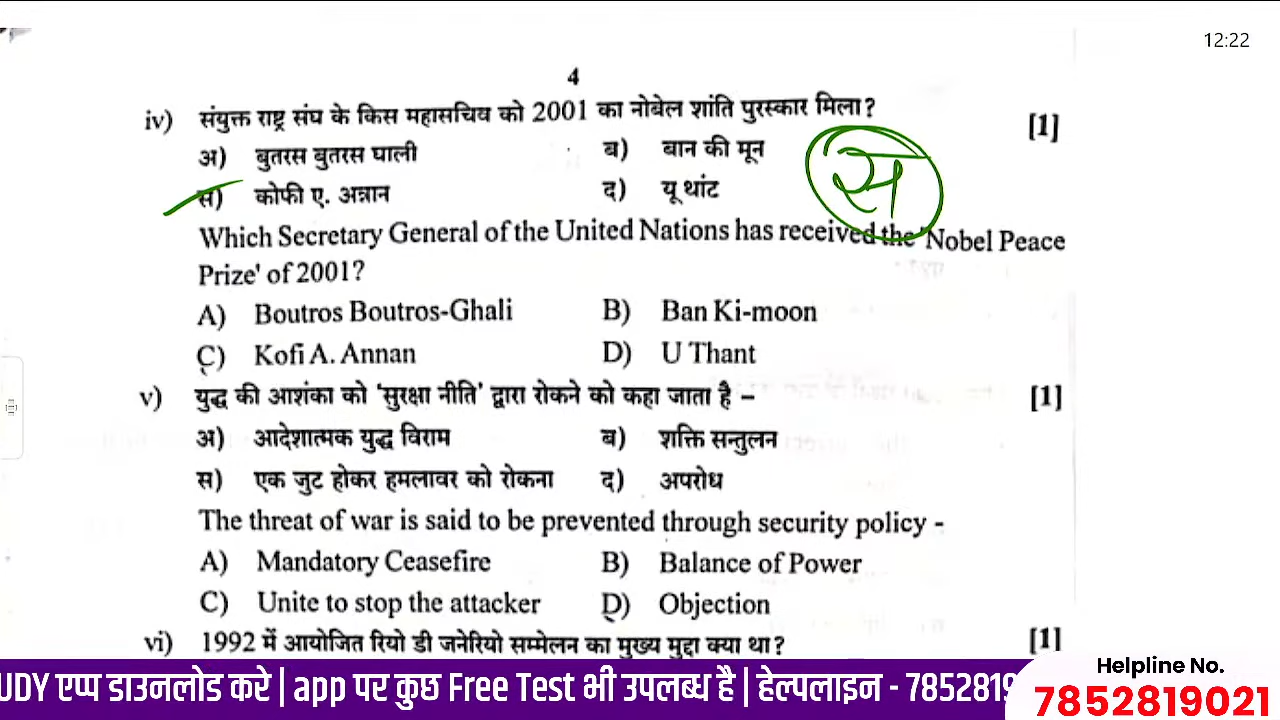 12:22
4
iv) संयुक्त राष्ट्र संघ के किस महासचिव को 2001 का नोबेल शांति पुरस्कार मिला? [1]
अ) बुतरस बुतरस घाली ब) बान की मून
स) कोफी ए. अन्नान द) यू थांट
स
Which Secretary General of the United Nations has received the 'Nobel Peace
Prize' of 2001?
A) Boutros Boutros-Ghali B) Ban Ki-moon
C) Kofi A. Annan D) U Thant
v) युद्ध की आशंका को 'सुरक्षा नीति' द्वारा रोकने को कहा जाता है – [1]
अ) आदेशात्मक युद्ध विराम ब) शक्ति सन्तुलन
स) एक जुट होकर हमलावर को रोकना द) अपरोध
The threat of war is said to be prevented through security policy -
A) Mandatory Ceasefire B) Balance of Power
C) Unite to stop the attacker D) Objection
vi) 1992 में आयोजित रियो डी जनेरियो सम्मेलन का मुख्य मुद्दा क्या था? [1]
UDY एप्प डाउनलोड करे | app पर कुछ Free Test भी उपलब्ध है | हेल्पलाइन - 7852819
Helpline No.
7852819021